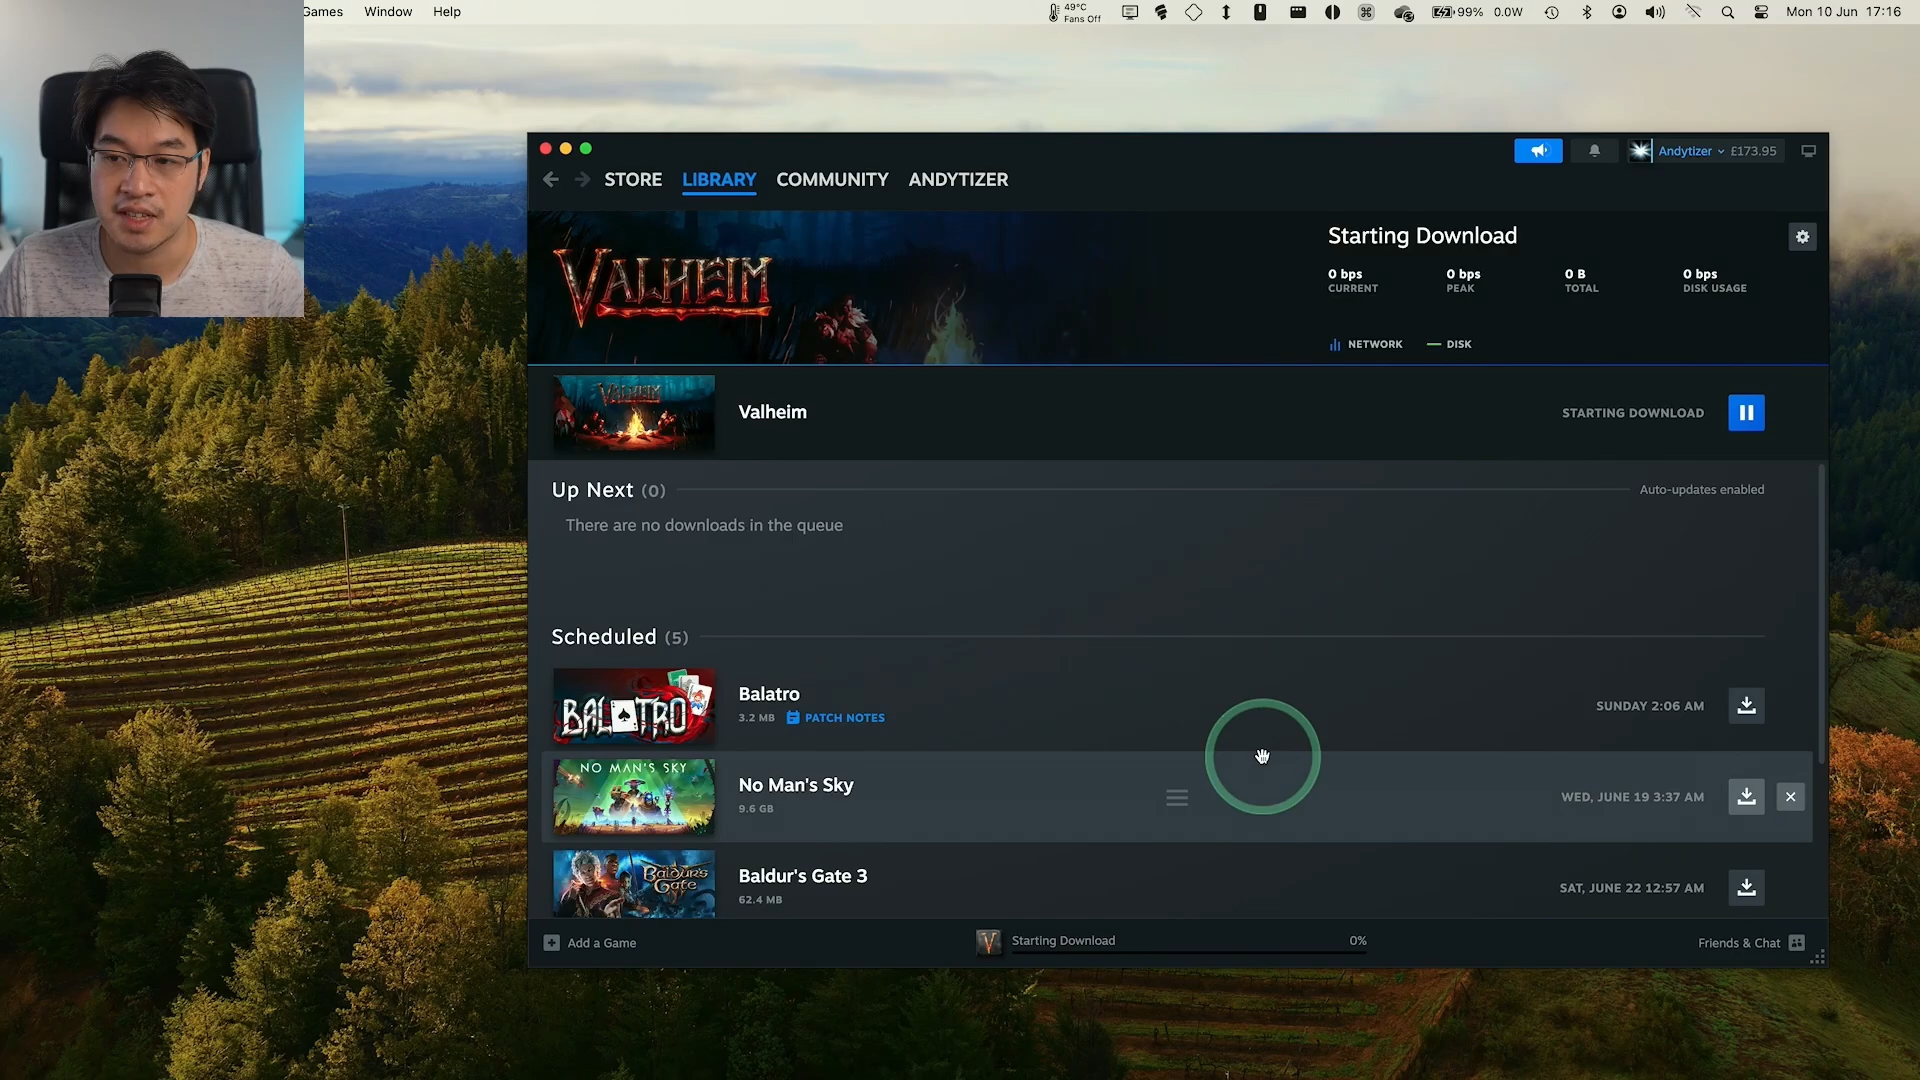 Games Window Help
49°C
Fans Off
99% 0.0W
Mon 10 Jun 17:16
Andytizer £173.95
STORE LIBRARY COMMUNITY ANDYTIZER
VALHEIM
Starting Download
0 bps 0 bps 0 B 0 bps
CURRENT PEAK TOTAL DISK USAGE
NETWORK DISK
VALHEIM
Valheim
STARTING DOWNLOAD
Up Next (0)
Auto-updates enabled
There are no downloads in the queue
Scheduled (5)
BALATRO
Balatro
3.2 MB PATCH NOTES
SUNDAY 2:06 AM
NO MAN'S SKY
No Man's Sky
9.6 GB
WED, JUNE 19 3:37 AM
BALDUR'S GATE
Baldur's Gate 3
62.4 MB
SAT, JUNE 22 12:57 AM
Add a Game
V
Starting Download 0%
Friends & Chat